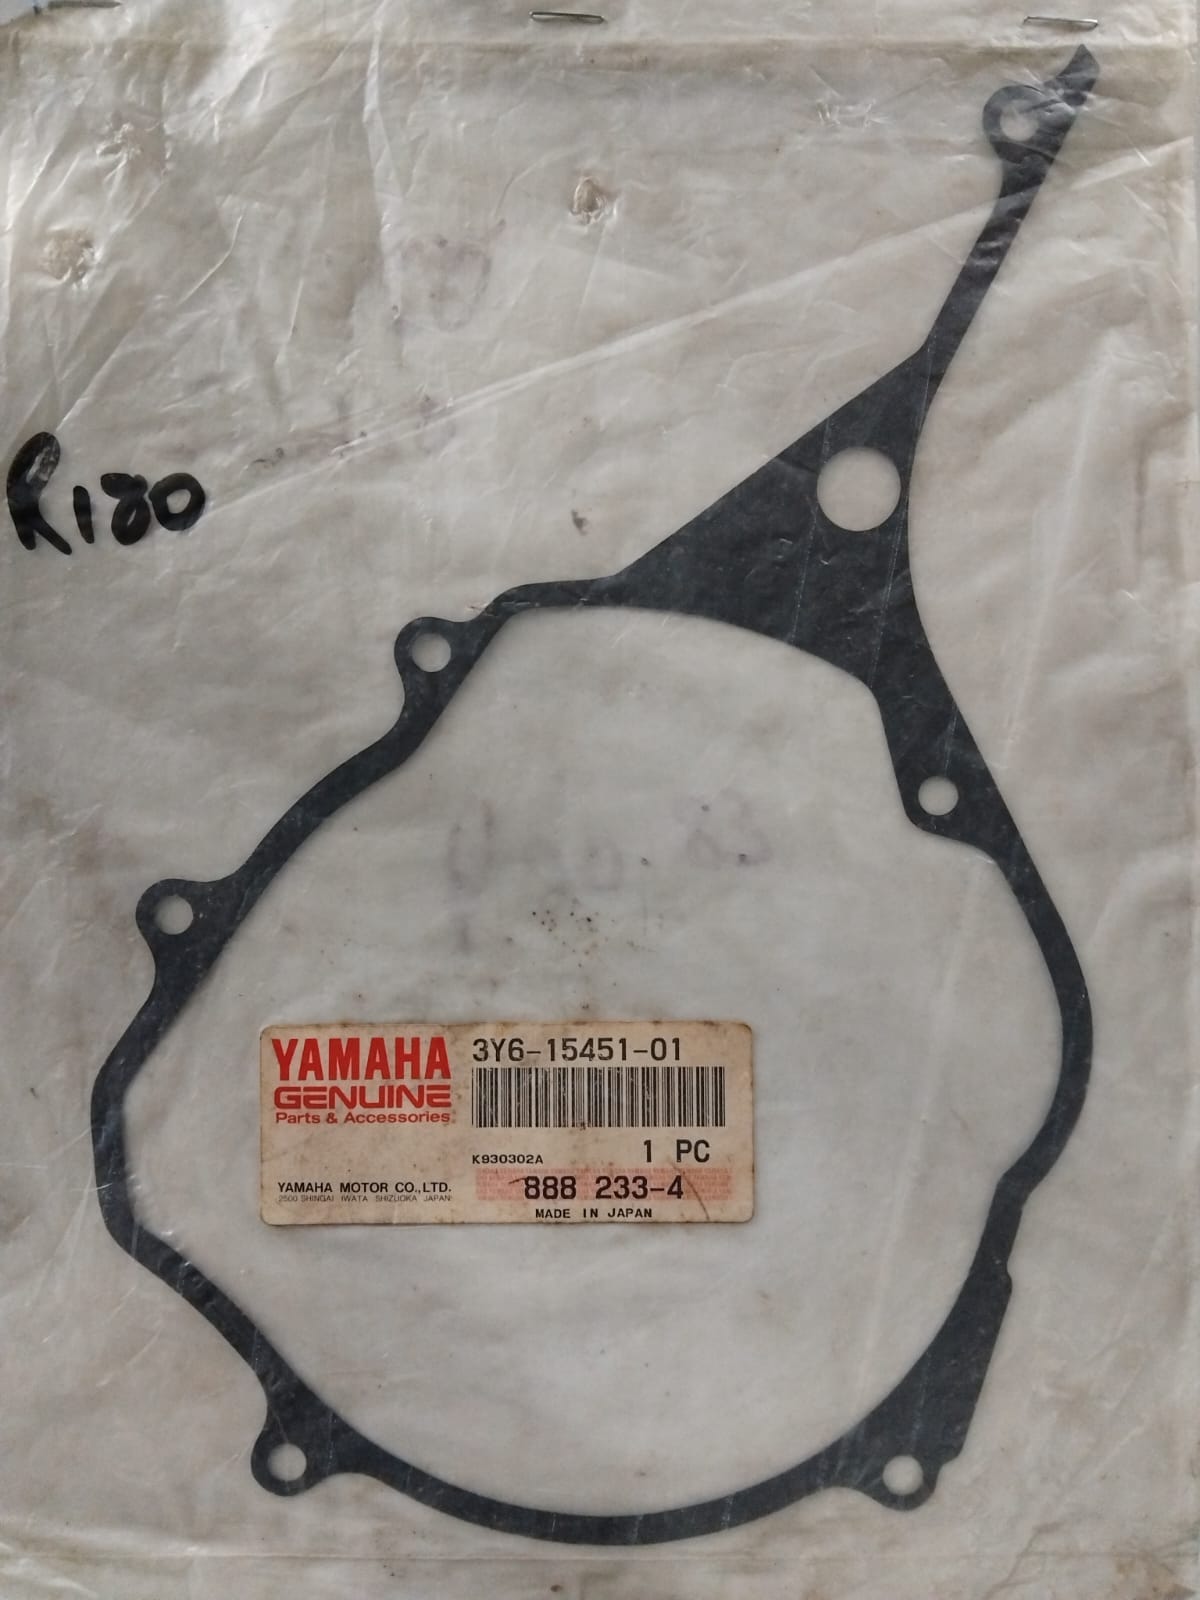 R180
YAMAHA
GENUINE
Parts & Accessories
3Y6-15451-01
K930302A
1 PC
YAMAHA MOTOR CO.,LTD.
2500 SHINGAI IWATA SHIZUOKA JAPAN
888 233-4
MADE IN JAPAN